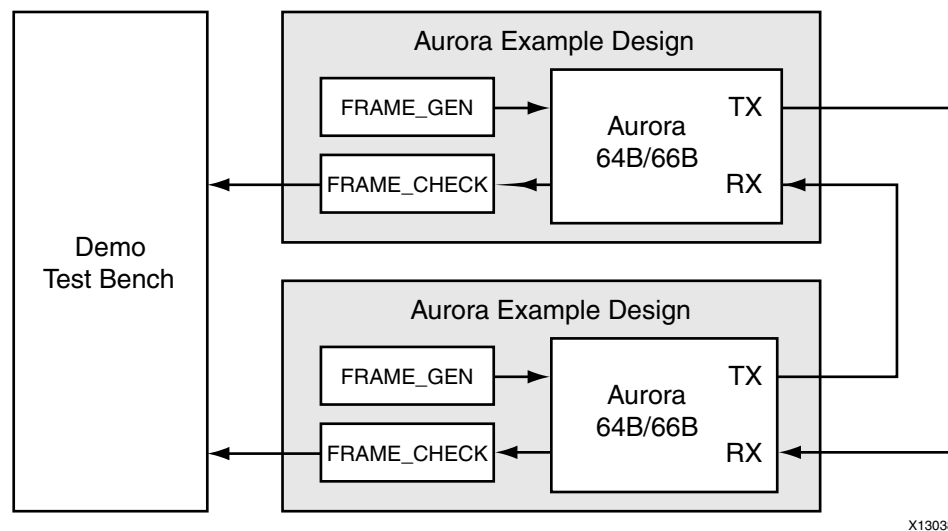 Aurora Example Design
FRAME_GEN
TX
Aurora
64B/66B
FRAME_CHECK
RX
Demo
Test Bench
Aurora Example Design
FRAME_GEN
TX
Aurora
64B/66B
FRAME_CHECK
RX
X1303